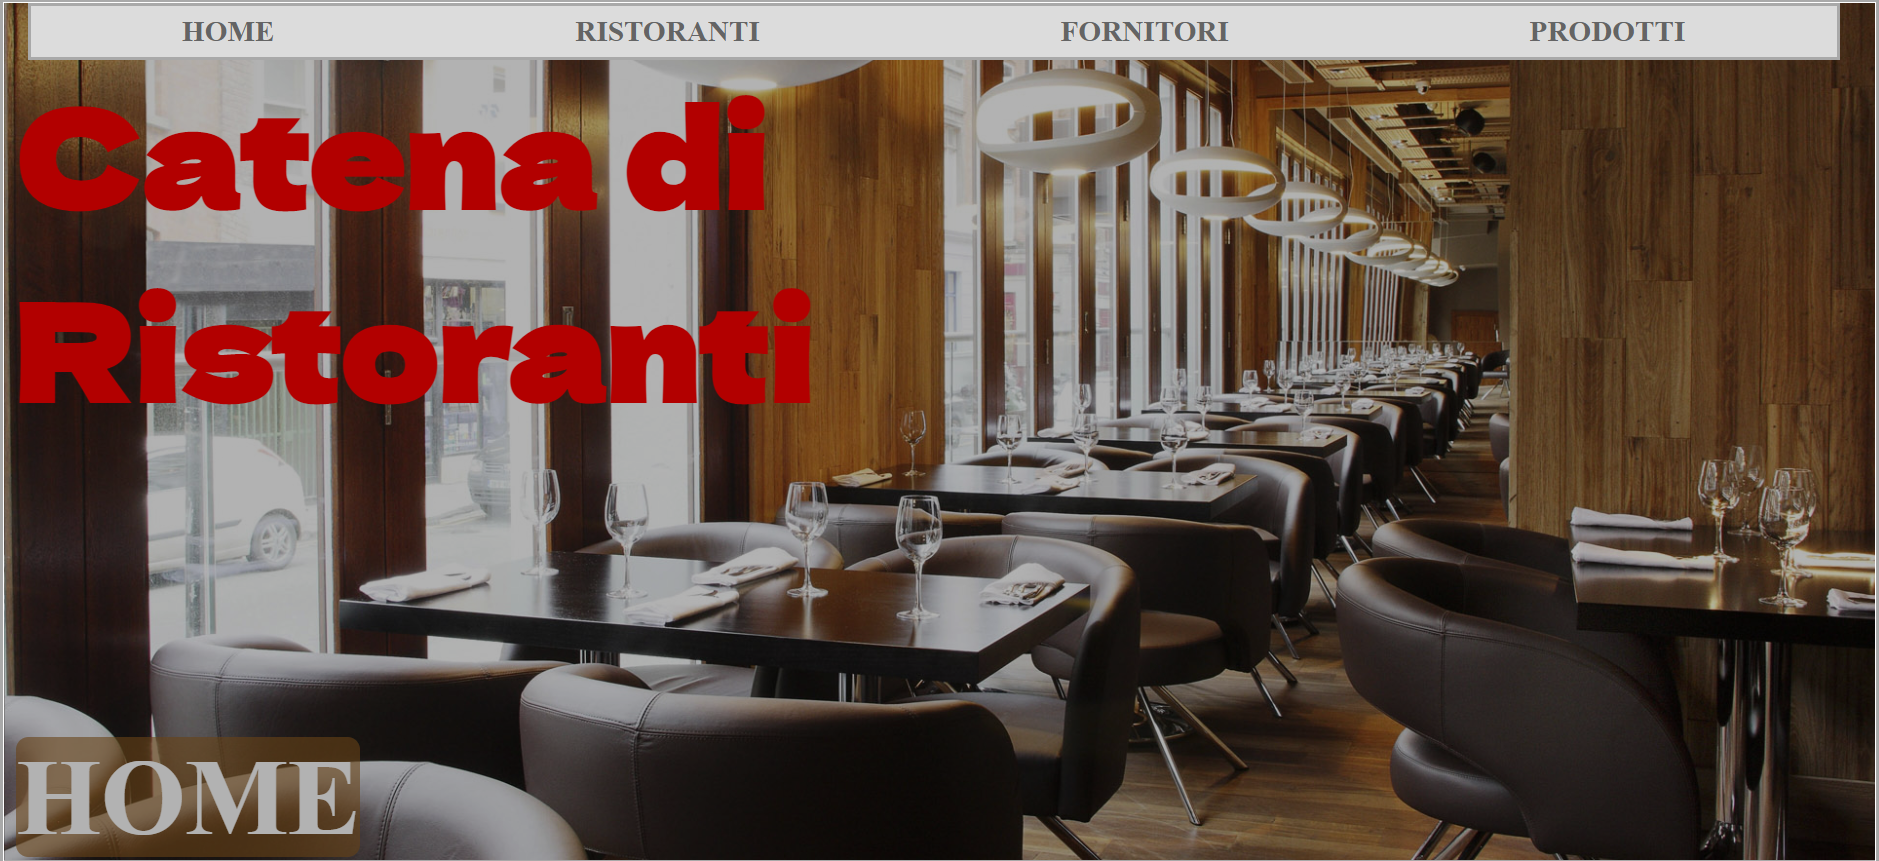 HOME RISTORANTI FORNITORI PRODOTTI
Catena di
Ristoranti
HOME